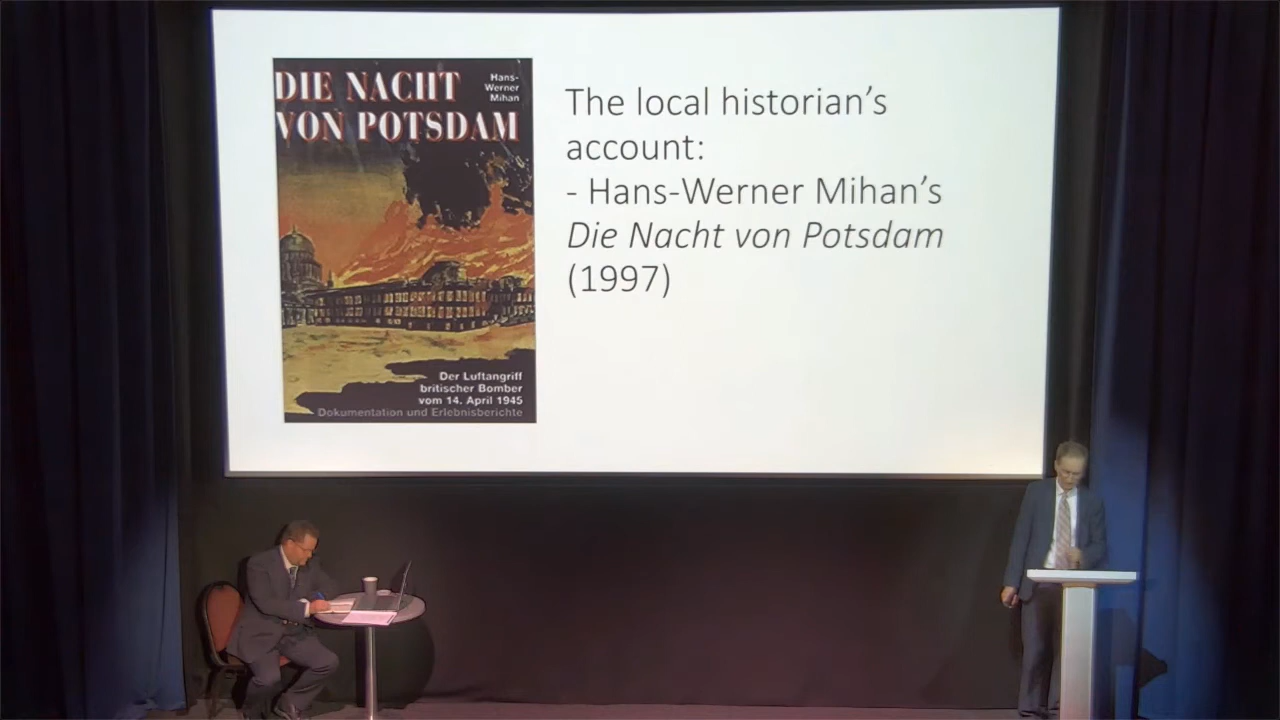 DIE NACHT
VON POTSDAM
Hans-
Werner
Mihan
Der Luftangriff
britischer Bomber
vom 14. April 1945
Dokumentation und Erlebnisberichte
The local historian’s
account:
- Hans-Werner Mihan’s
Die Nacht von Potsdam
(1997)